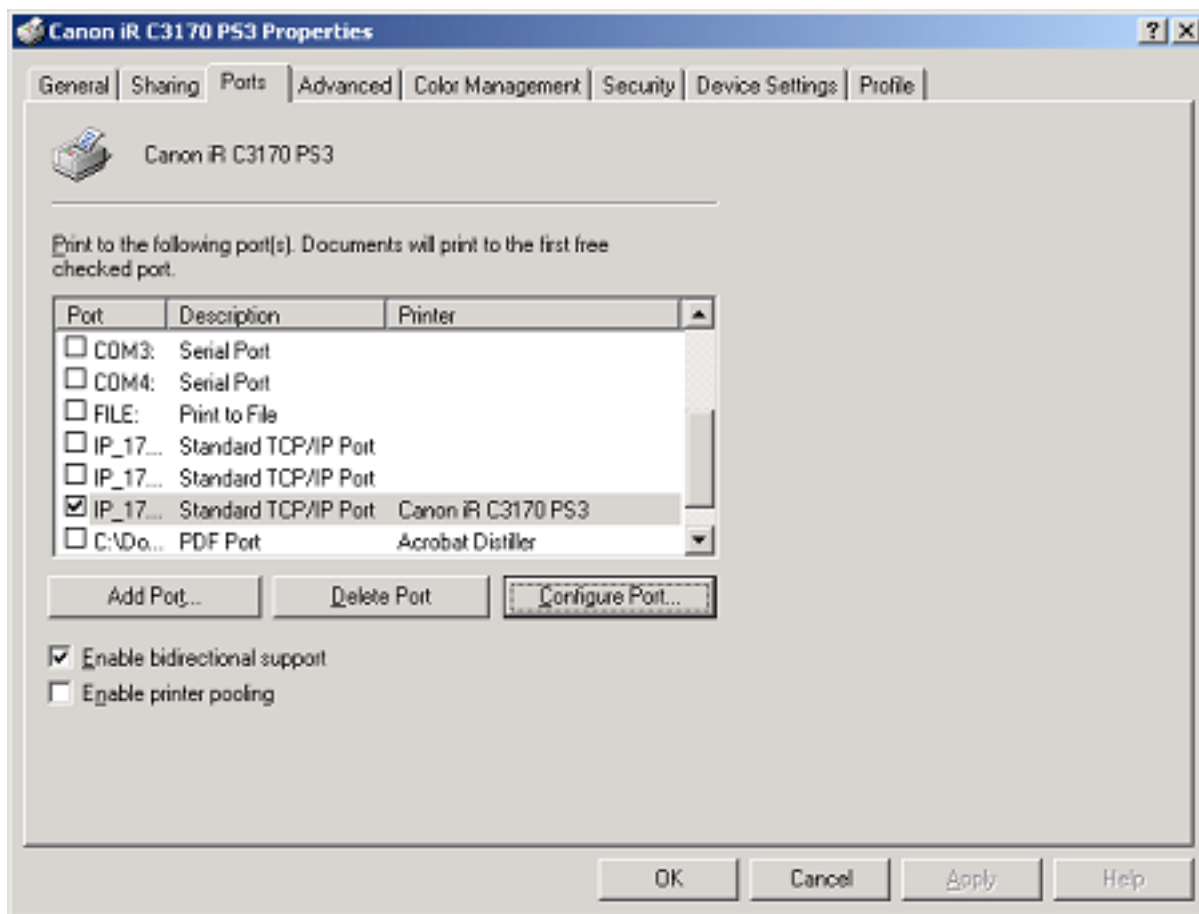 Canon iR C3170 PS3 Properties
General Sharing Ports Advanced Color Management Security Device Settings Profile
Canon iR C3170 PS3
Print to the following port(s). Documents will print to the first free
checked port.
Port Description Printer
COM3: Serial Port
COM4: Serial Port
FILE: Print to File
IP_17... Standard TCP/IP Port
IP_17... Standard TCP/IP Port
IP_17... Standard TCP/IP Port Canon iR C3170 PS3
C:\Do... PDF Port Acrobat Distiller
Add Port... Delete Port Configure Port...
Enable bidirectional support
Enable printer pooling
OK Cancel Apply Help